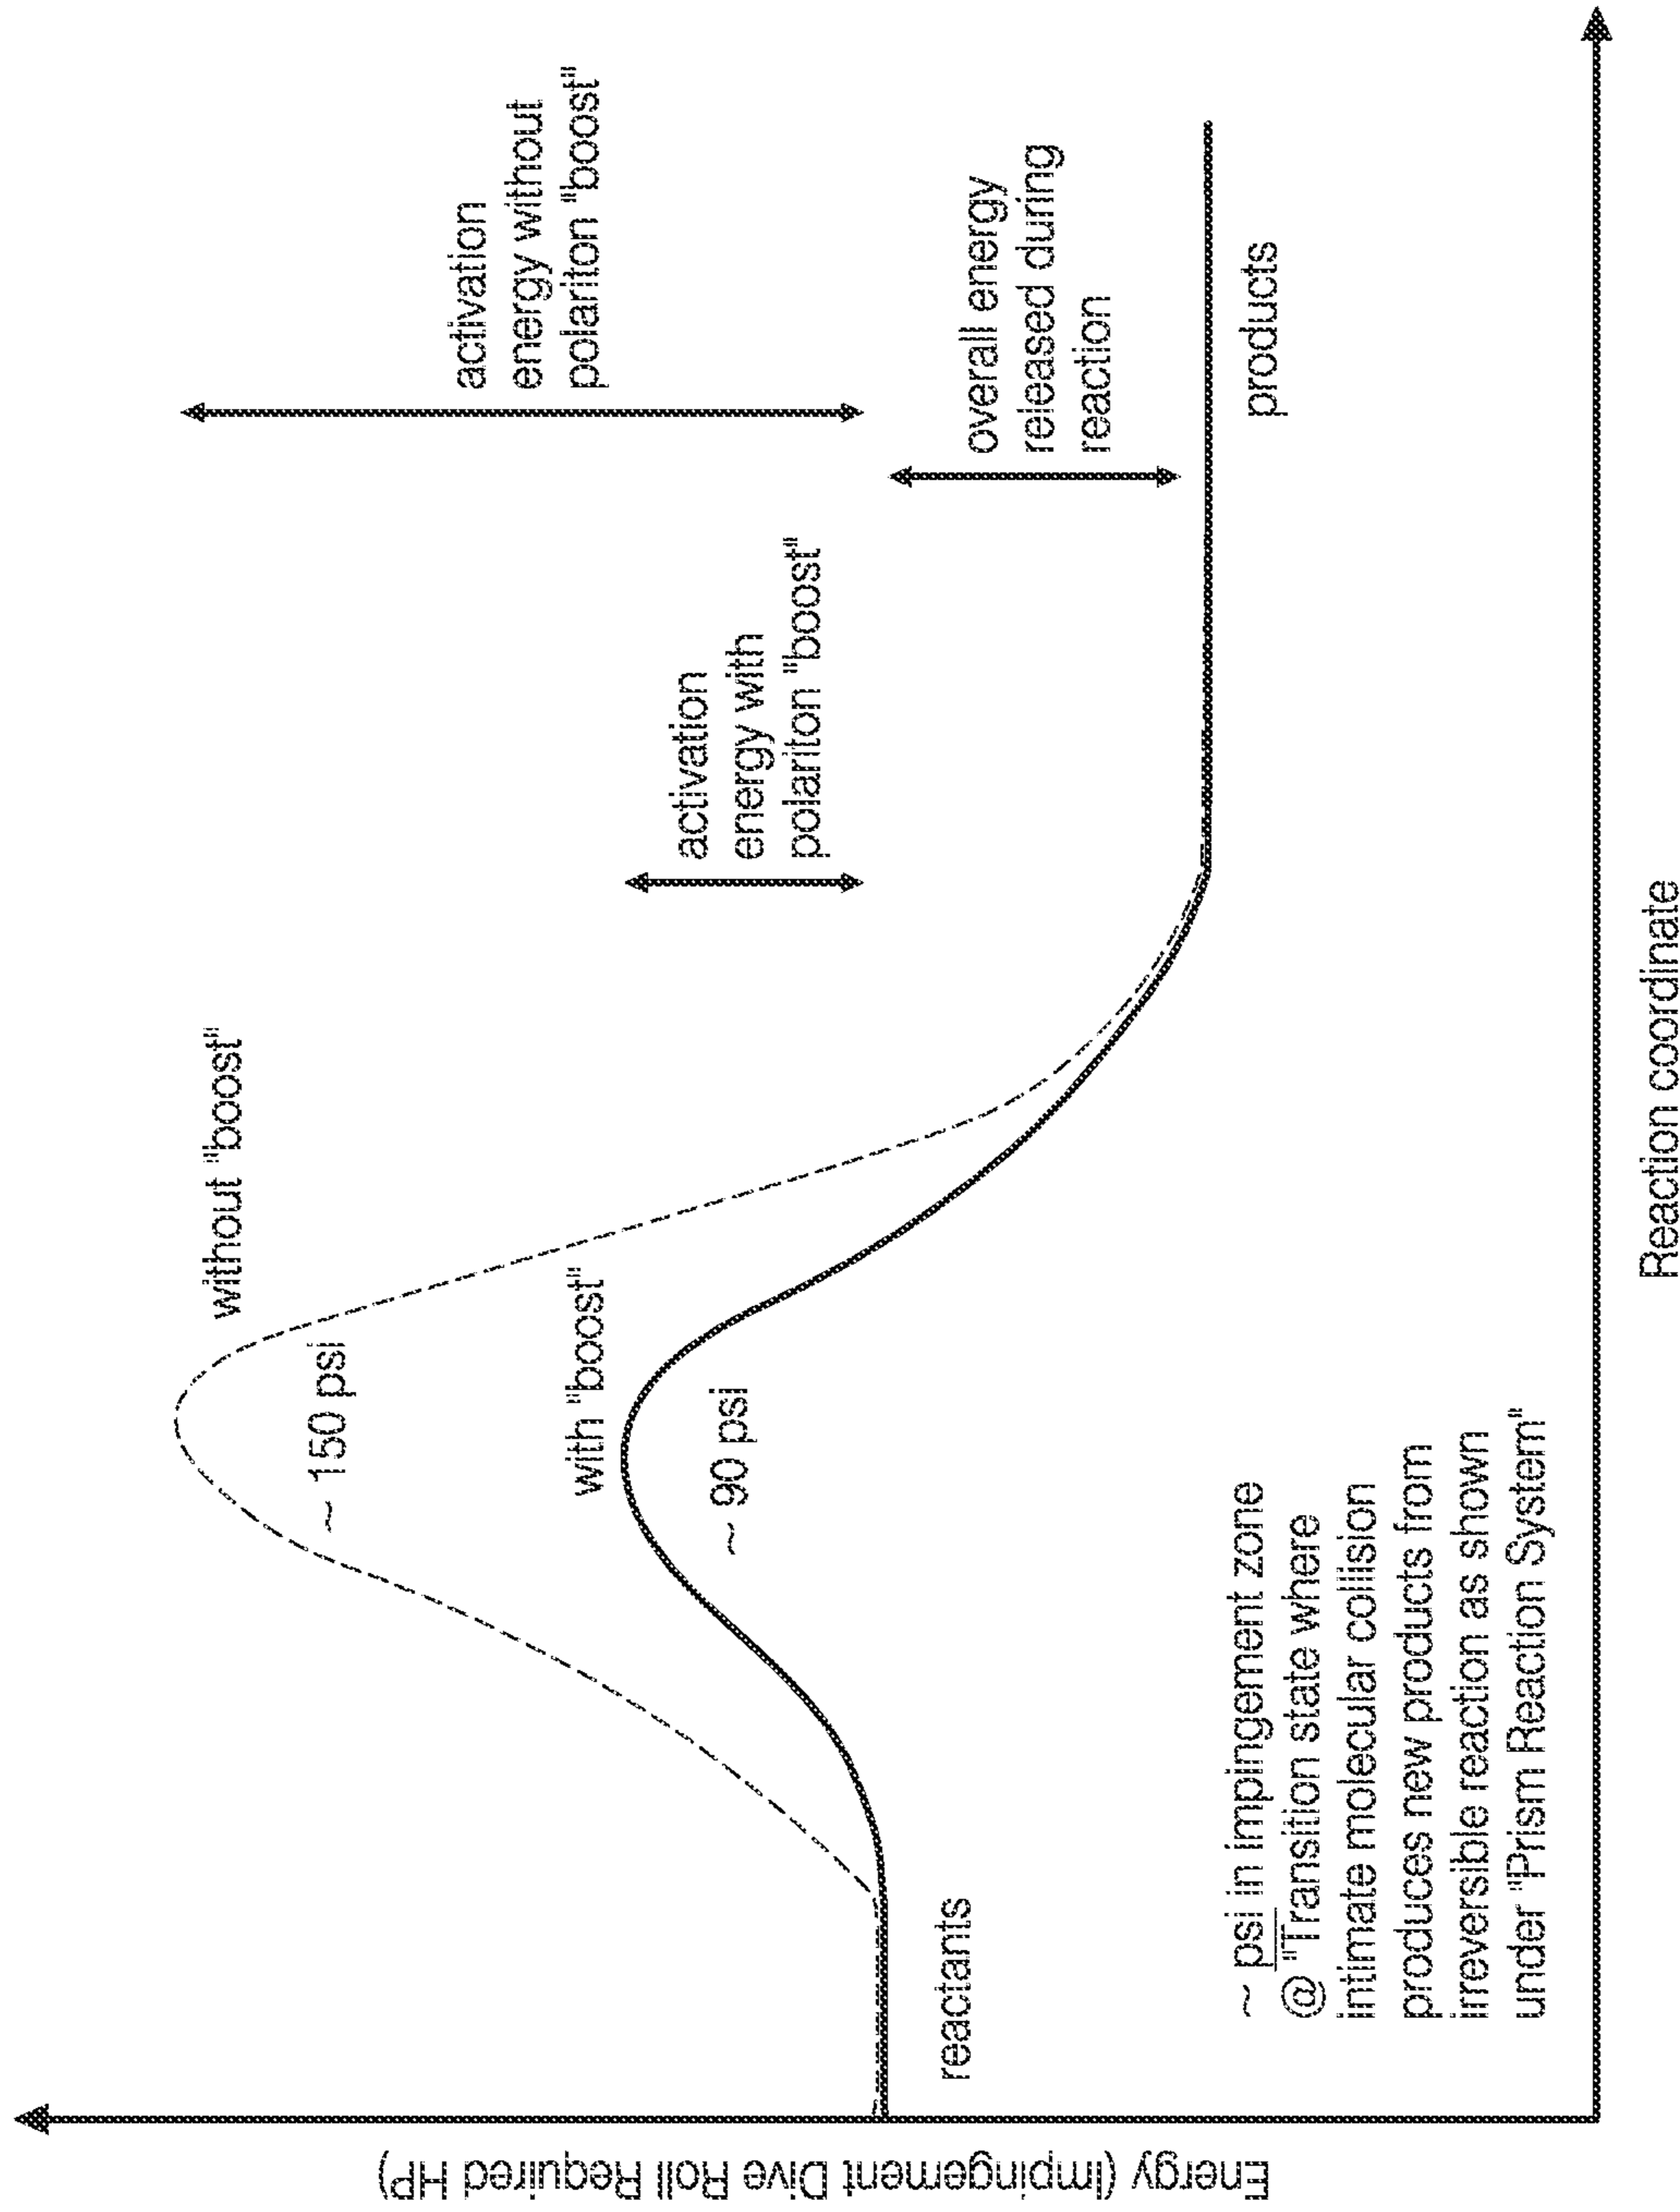 Energy (Impingement Dive Roll Required HP)
without "boost"
~ 150 psi
with "boost"
~ 90 psi
activation
energy without
polariton "boost"
activation
energy with
polariton "boost"
overall energy
released during
reaction
reactants
products
~ psi in impingement zone
@ "Transition state where
intimate molecular collision
produces new products from
irreversible reaction as shown
under "Prism Reaction System"
Reaction coordinate